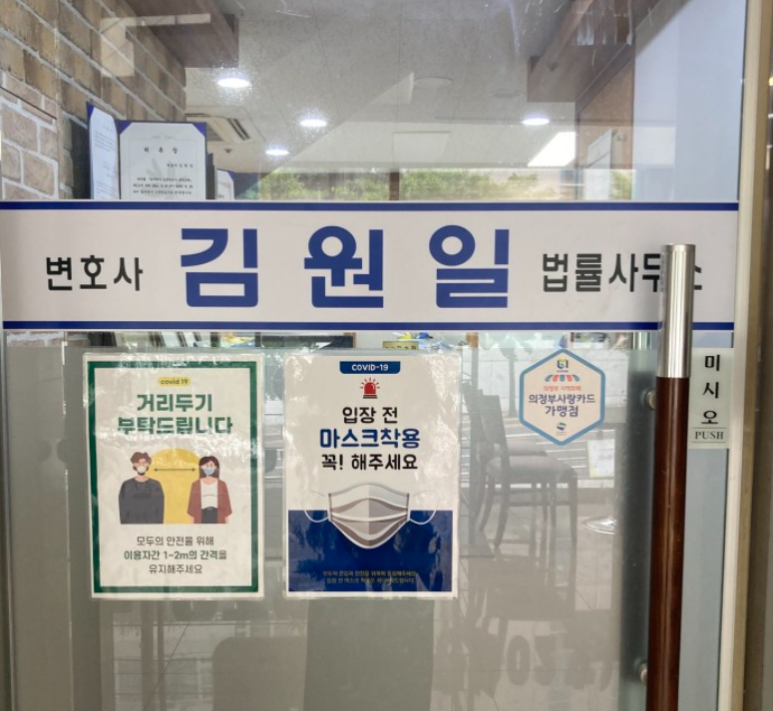 위 촉 장
변호사 김원일 법률사무소
covid 19
거리두기
부탁드립니다
모두의 안전을 위해
이용자간 1~2m의 간격을
유지해주세요
COVID-19
입장 전
마스크착용
꼭! 해주세요
의정부사랑카드
가맹점
미
시
오
PUSH